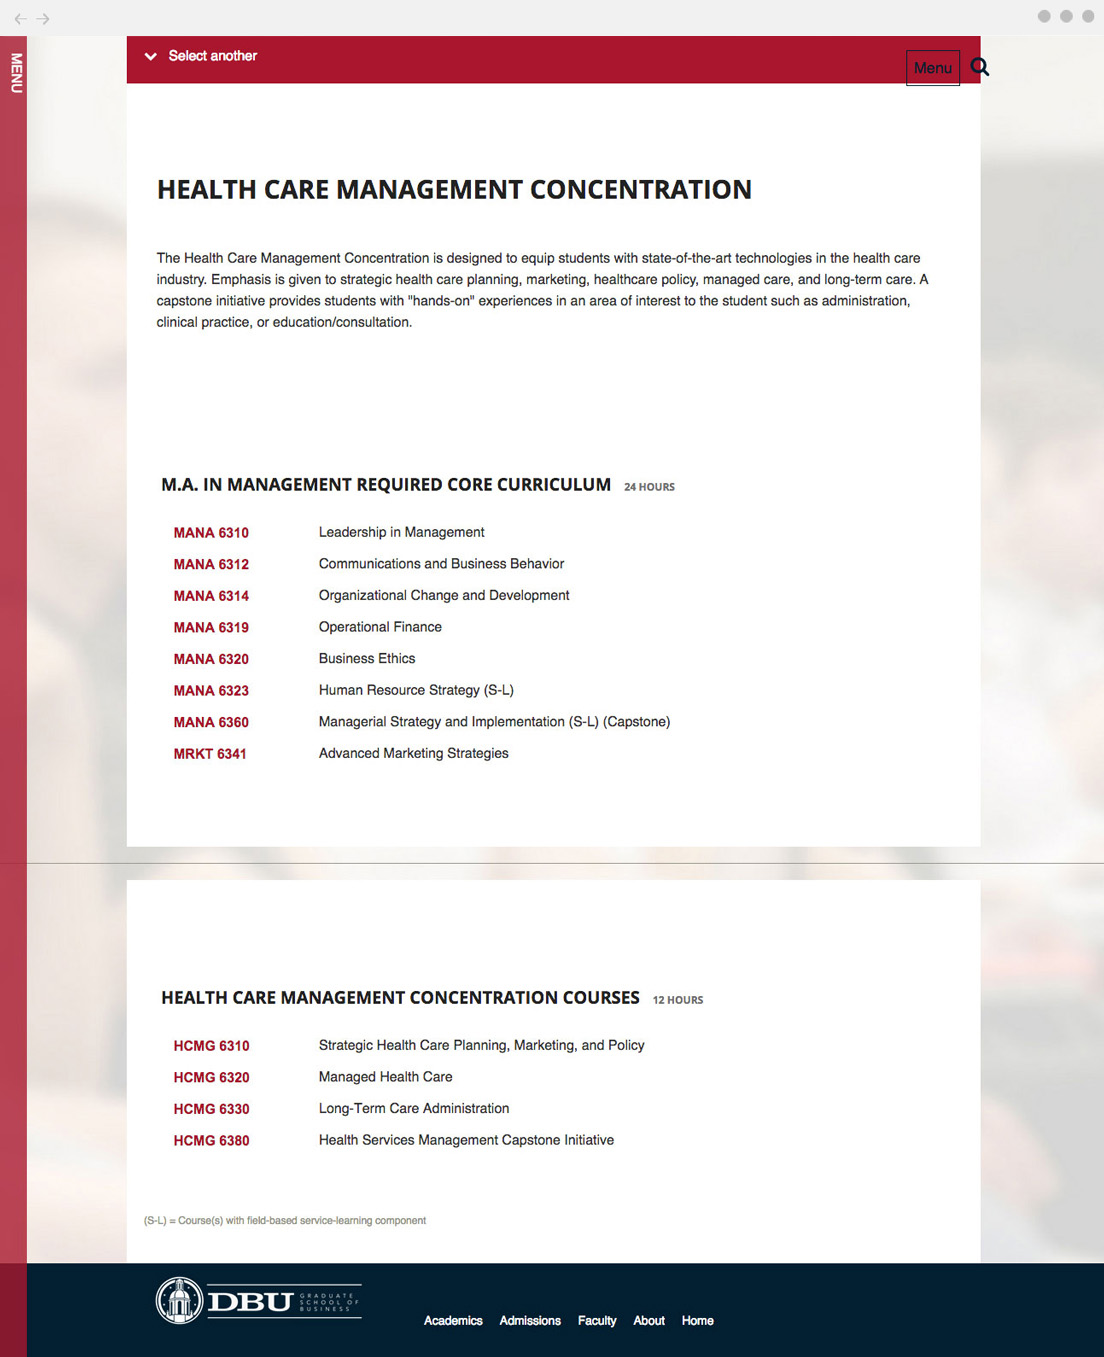 MENU
Select another
Menu
HEALTH CARE MANAGEMENT CONCENTRATION
The Health Care Management Concentration is designed to equip students with state-of-the-art technologies in the health care
industry. Emphasis is given to strategic health care planning, marketing, healthcare policy, managed care, and long-term care. A
capstone initiative provides students with "hands-on" experiences in an area of interest to the student such as administration,
clinical practice, or education/consultation.
M.A. IN MANAGEMENT REQUIRED CORE CURRICULUM 24 HOURS
MANA 6310 Leadership in Management
MANA 6312 Communications and Business Behavior
MANA 6314 Organizational Change and Development
MANA 6319 Operational Finance
MANA 6320 Business Ethics
MANA 6323 Human Resource Strategy (S-L)
MANA 6360 Managerial Strategy and Implementation (S-L) (Capstone)
MRKT 6341 Advanced Marketing Strategies
HEALTH CARE MANAGEMENT CONCENTRATION COURSES 12 HOURS
HCMG 6310 Strategic Health Care Planning, Marketing, and Policy
HCMG 6320 Managed Health Care
HCMG 6330 Long-Term Care Administration
HCMG 6380 Health Services Management Capstone Initiative
(S-L) = Course(s) with field-based service-learning component
DBU
GRADUATE
SCHOOL OF
BUSINESS
Academics Admissions Faculty About Home